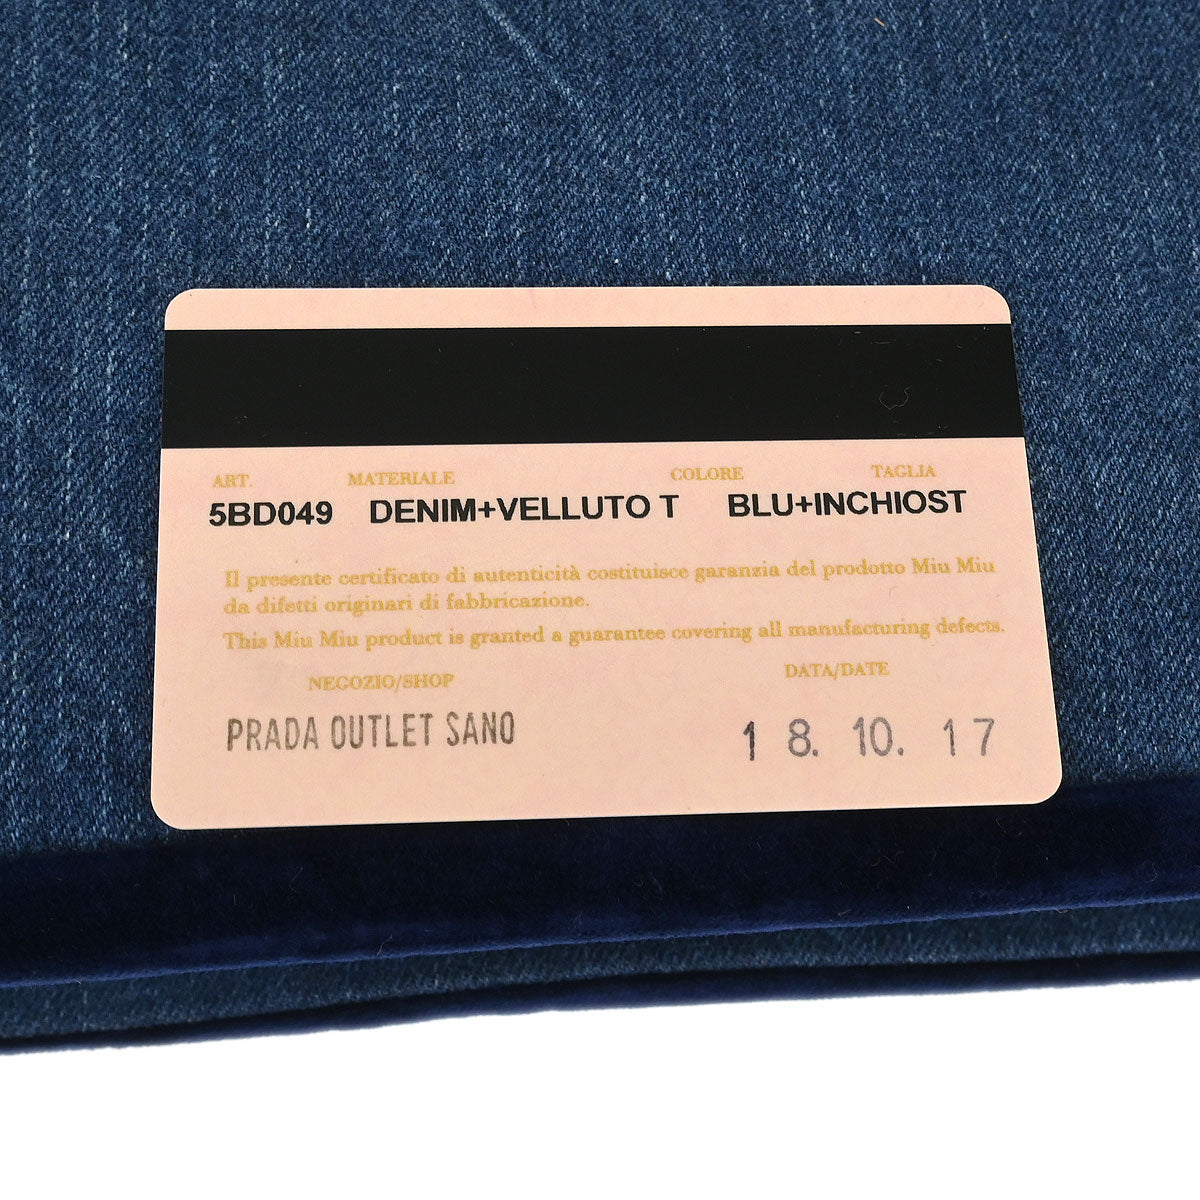 ART. MATERIALE COLORE TAGLIA
5BD049 DENIM+VELLUTO T BLU+INCHIOST
Il presente certificato di autenticità costituisce garanzia del prodotto Miu Miu
da difetti originari di fabbricazione.
This Miu Miu product is granted a guarantee covering all manufacturing defects.
NEGOZIO/SHOP DATA/DATE
PRADA OUTLET SANO 18. 10. 17